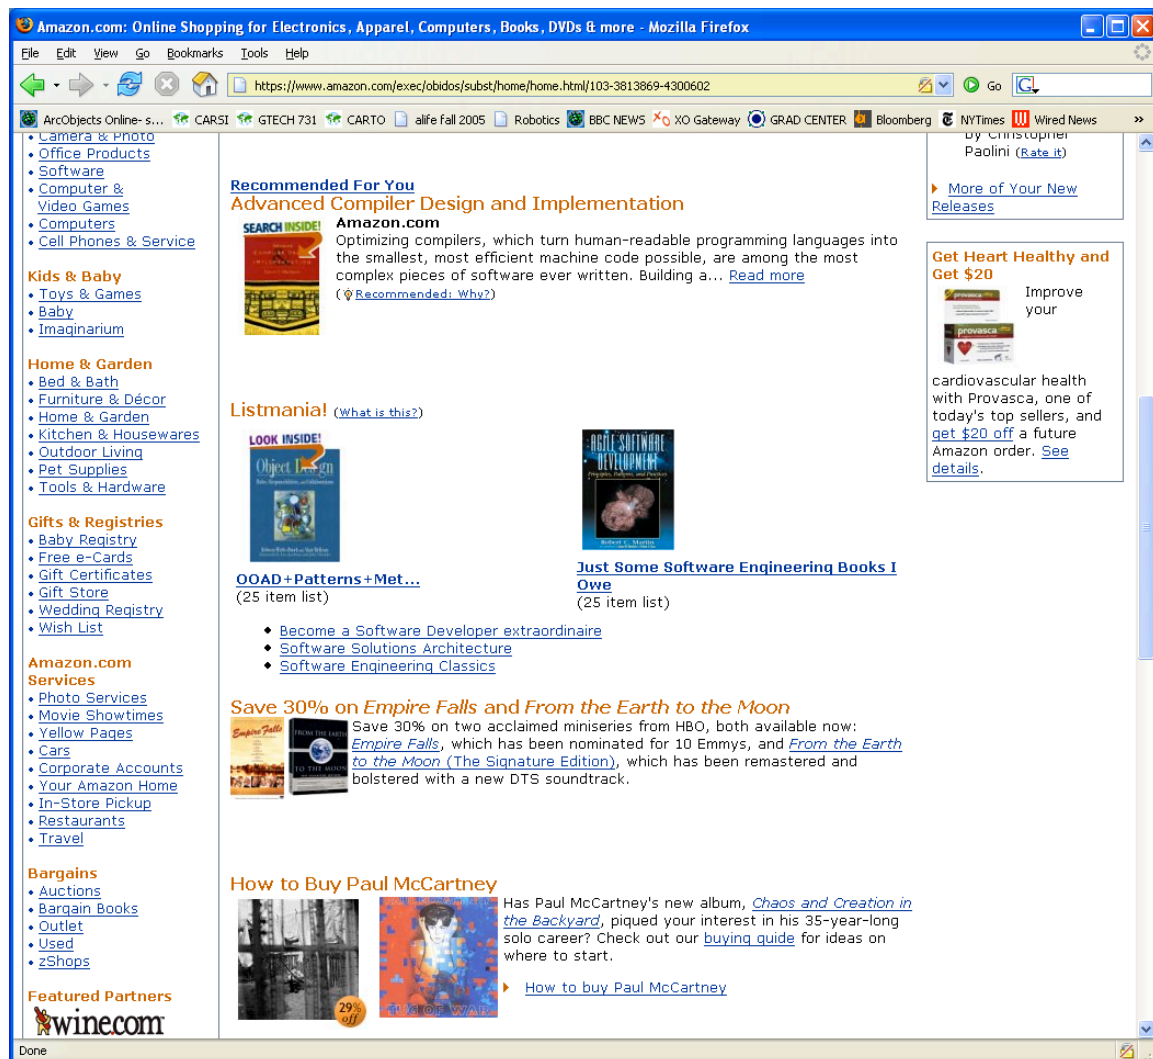 Amazon.com: Online Shopping for Electronics, Apparel, Computers, Books, DVDs & more - Mozilla Firefox
File Edit View Go Bookmarks Tools Help
https://www.amazon.com/exec/obidos/subst/home/home.html/103-3813869-4300602
Go
G
ArcObjects Online- s... CARSI GTECH 731 CARTO alife fall 2005 Robotics BBC NEWS XO Gateway GRAD CENTER Bloomberg NYTimes Wired News »
• Camera & Photo
• Office Products
• Software
• Computer &
Video Games
• Computers
• Cell Phones & Service
Kids & Baby
• Toys & Games
• Baby
• Imaginarium
Home & Garden
• Bed & Bath
• Furniture & Décor
• Home & Garden
• Kitchen & Housewares
• Outdoor Living
• Pet Supplies
• Tools & Hardware
Gifts & Registries
• Baby Registry
• Free e-Cards
• Gift Certificates
• Gift Store
• Wedding Registry
• Wish List
Amazon.com
Services
• Photo Services
• Movie Showtimes
• Yellow Pages
• Cars
• Corporate Accounts
• Your Amazon Home
• In-Store Pickup
• Restaurants
• Travel
Bargains
• Auctions
• Bargain Books
• Outlet
• Used
• zShops
Featured Partners
wine.com
Recommended For You
Advanced Compiler Design and Implementation
SEARCH INSIDE!
Amazon.com
Optimizing compilers, which turn human-readable programming languages into
the smallest, most efficient machine code possible, are among the most
complex pieces of software ever written. Building a... Read more
(Recommended: Why?)
Listmania! (What is this?)
LOOK INSIDE!
Object Design
OOAD+Patterns+Met...
(25 item list)
AGILE SOFTWARE
DEVELOPMENT
Principles, Patterns, and Practices
Robert C. Martin
Just Some Software Engineering Books I
Owe
(25 item list)
• Become a Software Developer extraordinaire
• Software Solutions Architecture
• Software Engineering Classics
Save 30% on Empire Falls and From the Earth to the Moon
Empire Falls
FROM THE EARTH
TO THE MOON
Save 30% on two acclaimed miniseries from HBO, both available now:
Empire Falls, which has been nominated for 10 Emmys, and From the Earth
to the Moon (The Signature Edition), which has been remastered and
bolstered with a new DTS soundtrack.
How to Buy Paul McCartney
29%
off
TUG OF WAR
Has Paul McCartney's new album, Chaos and Creation in
the Backyard, piqued your interest in his 35-year-long
solo career? Check out our buying guide for ideas on
where to start.
How to buy Paul McCartney
by Christopher
Paolini (Rate it)
More of Your New
Releases
Get Heart Healthy and
Get $20
provasca
provasca
Improve
your
cardiovascular health
with Provasca, one of
today's top sellers, and
get $20 off a future
Amazon order. See
details.
Done